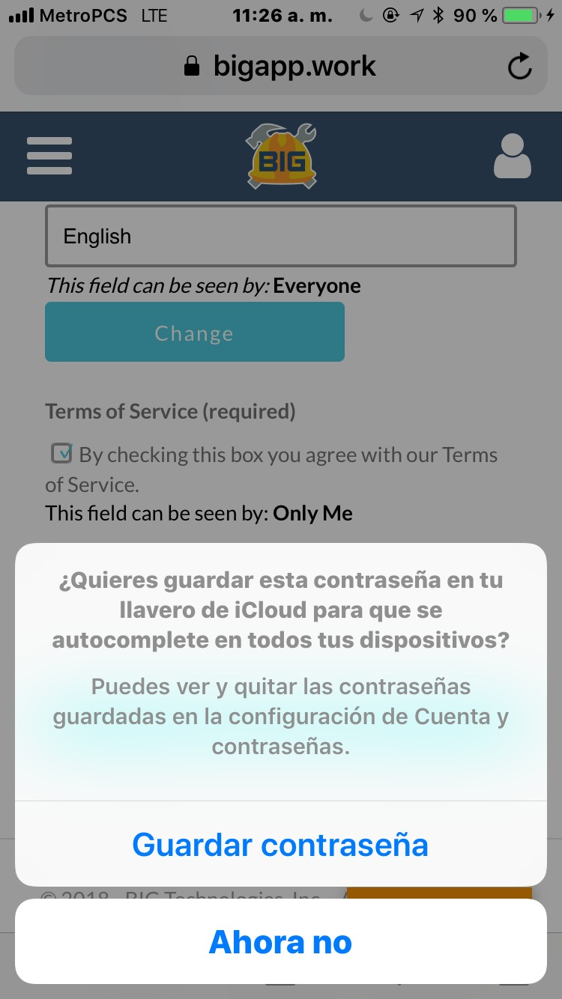 MetroPCS LTE 11:26 a. m. 90 %
bigapp.work
BIG
English
This field can be seen by: Everyone
Change
Terms of Service (required)
By checking this box you agree with our Terms
of Service.
This field can be seen by: Only Me
¿Quieres guardar esta contraseña en tu
llavero de iCloud para que se
autocomplete en todos tus dispositivos?
Puedes ver y quitar las contraseñas
guardadas en la configuración de Cuenta y
contraseñas.
Guardar contraseña
© 2018 - BIG Technologies, Inc.
Ahora no